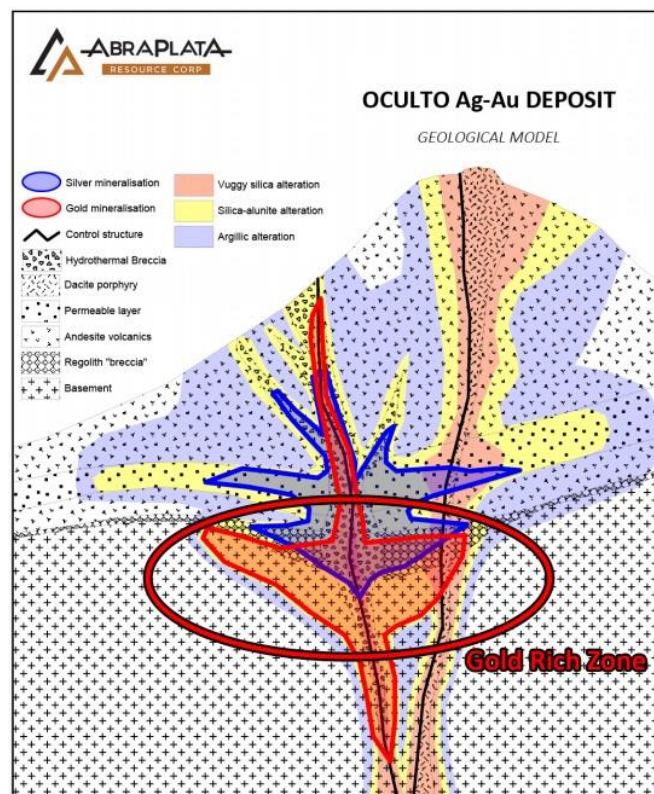 ABRAPLATA
RESOURCE CORP
OCULTO Ag-Au DEPOSIT
GEOLOGICAL MODEL
Silver mineralisation
Gold mineralisation
Control structure
Hydrothermal Breccia
Dacite porphyry
Permeable layer
Andesite volcanics
Regolith "breccia"
Basement
Vuggy silica alteration
Silica-alunite alteration
Argillic alteration
Gold Rich Zone